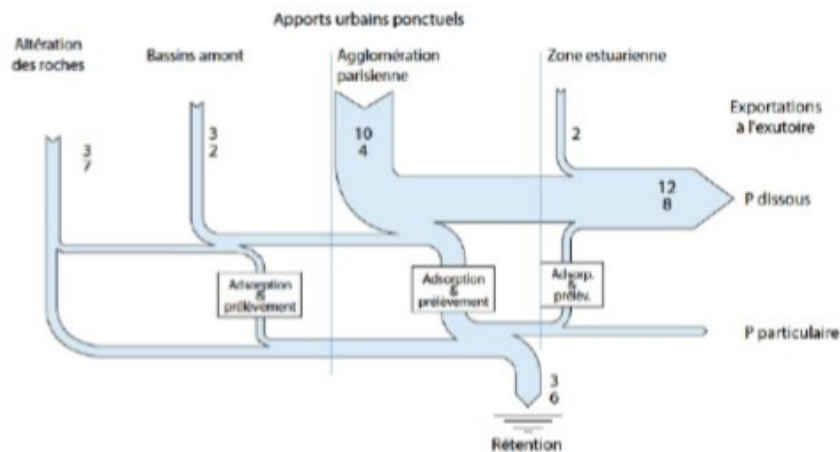 Apports urbains ponctuels
Altération
des roches
Bassins amont
Agglomération
parisienne
Zone estuarienne
Exportations
à l'exutoire
3
7
3
2
10
4
2
12
8
P dissous
Adsorption
&
prélèvement
Adsorption
&
prélèvement
Adsorp.
&
prélév.
P particulaire
3
6
Rétention